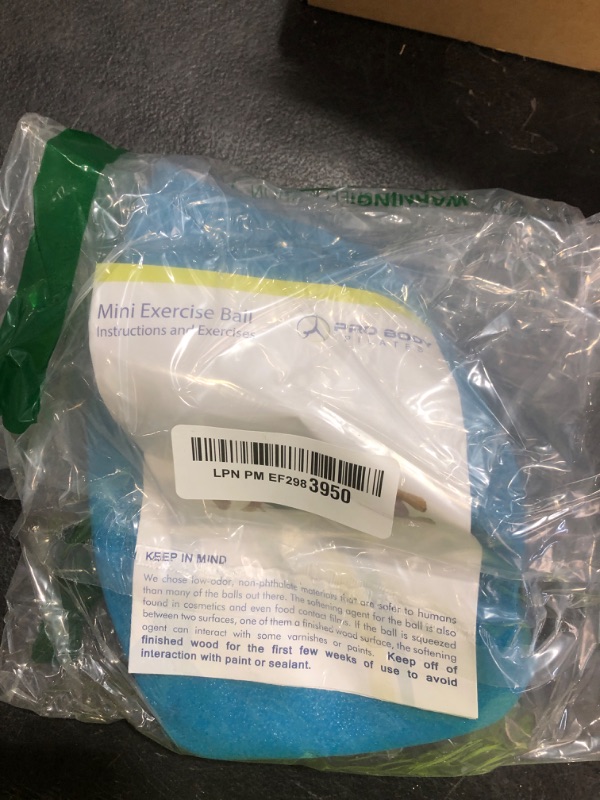 WARNING!
Mini Exercise Ball
Instructions and Exercises
PRO BODY
PILATES
LPN PM EF298 3950
KEEP IN MIND
We chose low-odor, non-phthalate materials that are safer to humans
than many of the balls out there. The softening agent for the ball is also
found in cosmetics and even food contact films. If the ball is squeezed
between two surfaces, one of them a finished wood surface, the softening
agent can interact with some varnishes or paints. Keep off of
finished wood for the first few weeks of use to avoid
interaction with paint or sealant.